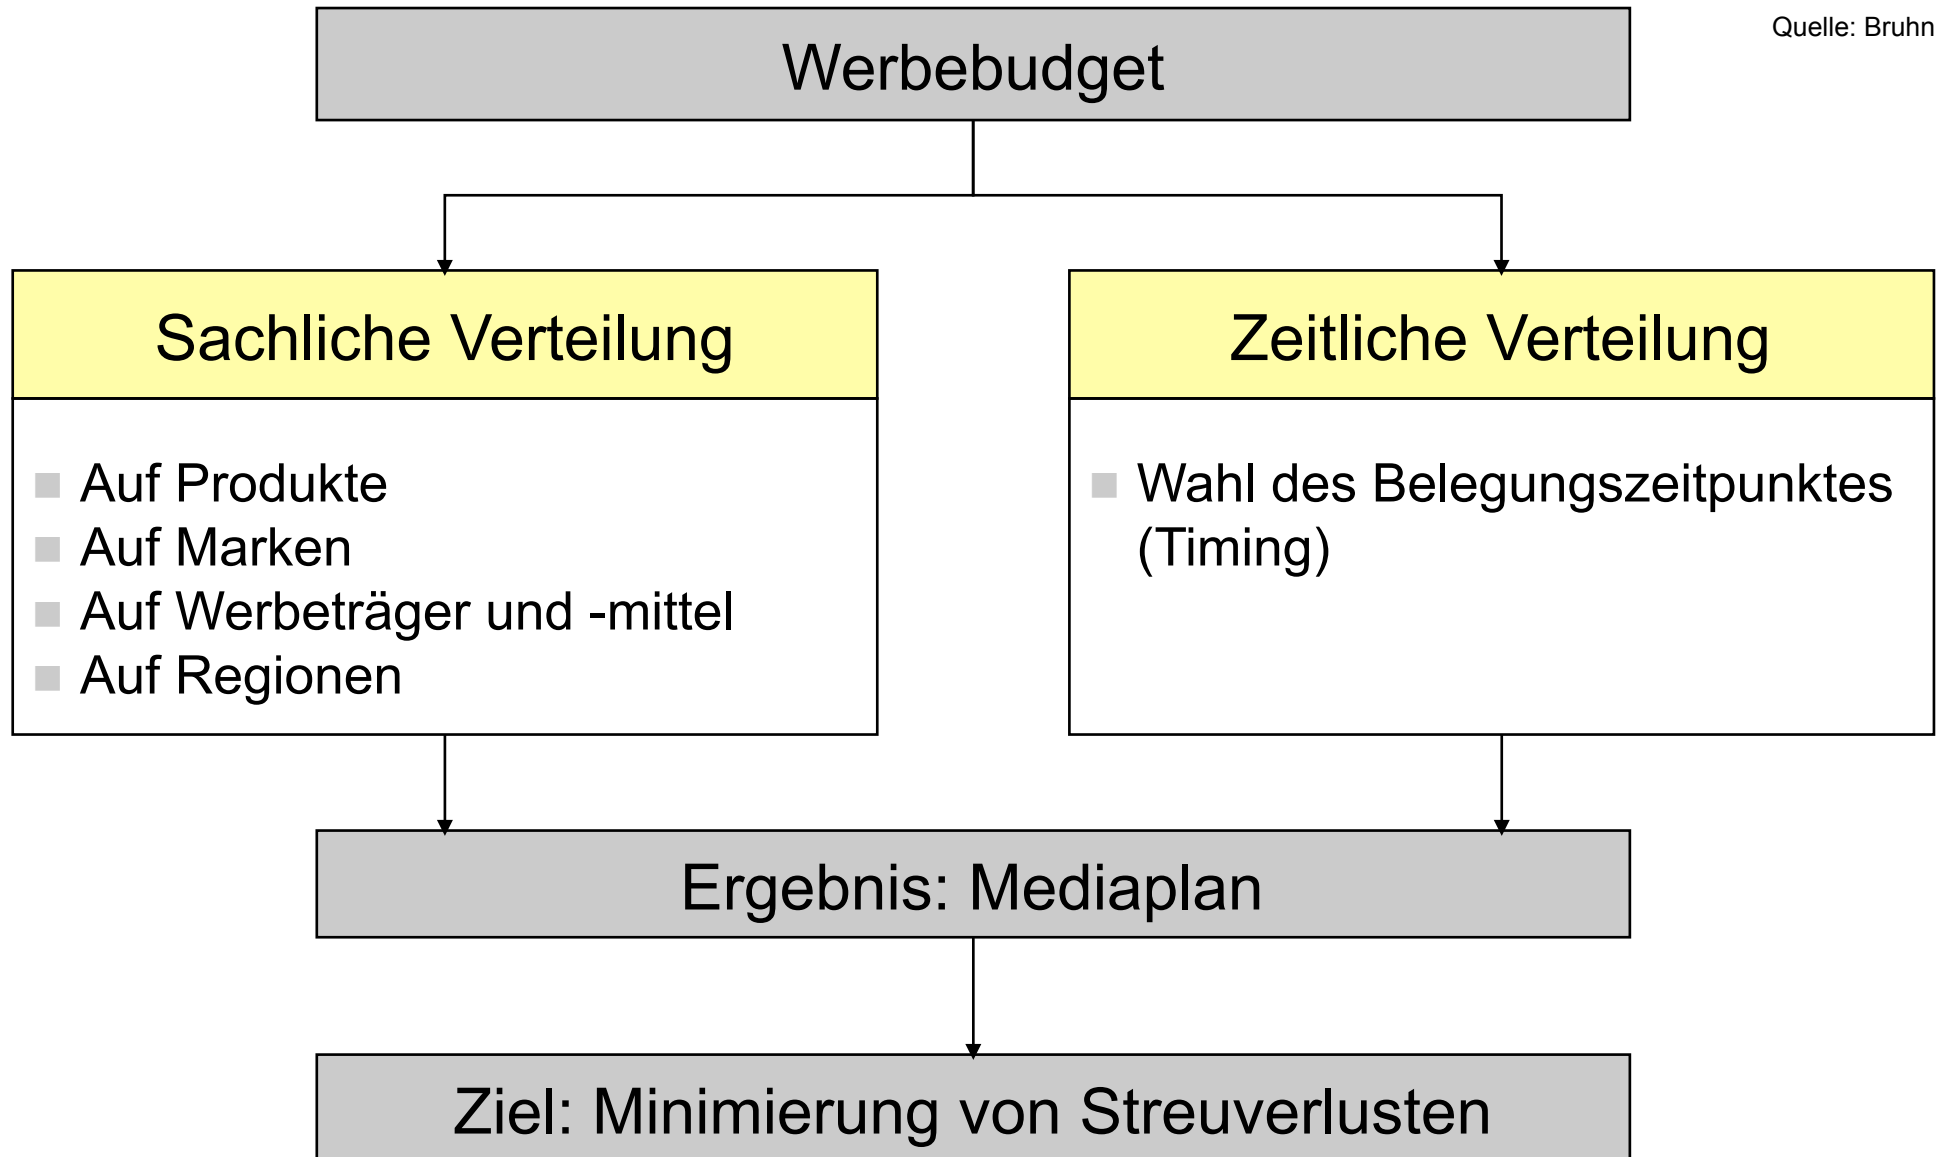 Quelle: Bruhn
Werbebudget
Sachliche Verteilung
Auf Produkte
Auf Marken
Auf Werbeträger und -mittel
Auf Regionen
Zeitliche Verteilung
Wahl des Belegungszeitpunktes
(Timing)
Ergebnis: Mediaplan
Ziel: Minimierung von Streuverlusten